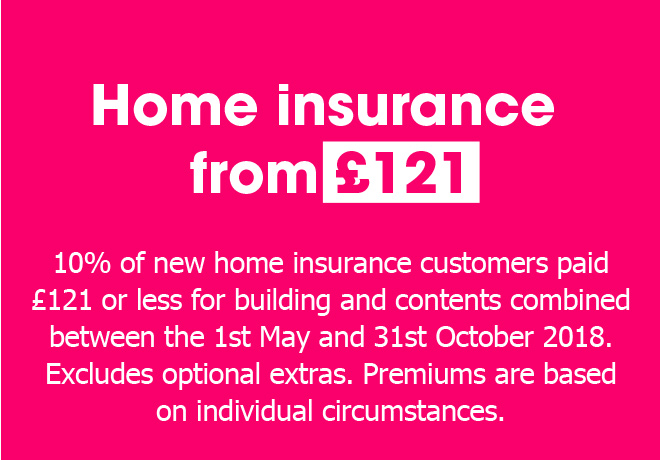 Home insurance
from £121
10% of new home insurance customers paid
£121 or less for building and contents combined
between the 1st May and 31st October 2018.
Excludes optional extras. Premiums are based
on individual circumstances.